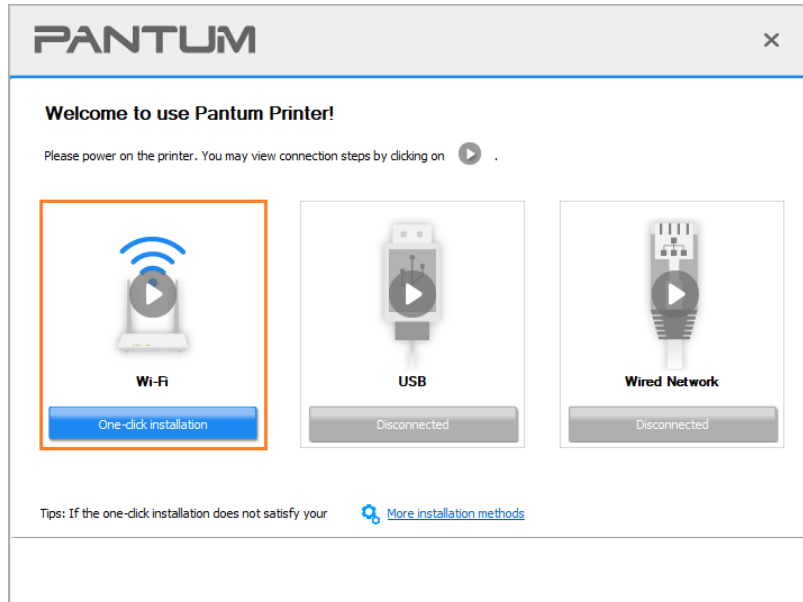 PANTUM
Welcome to use Pantum Printer!
Please power on the printer. You may view connection steps by clicking on .
Wi-Fi
USB
Wired Network
One-click installation
Disconnected
Disconnected
Tips: If the one-click installation does not satisfy your
More installation methods